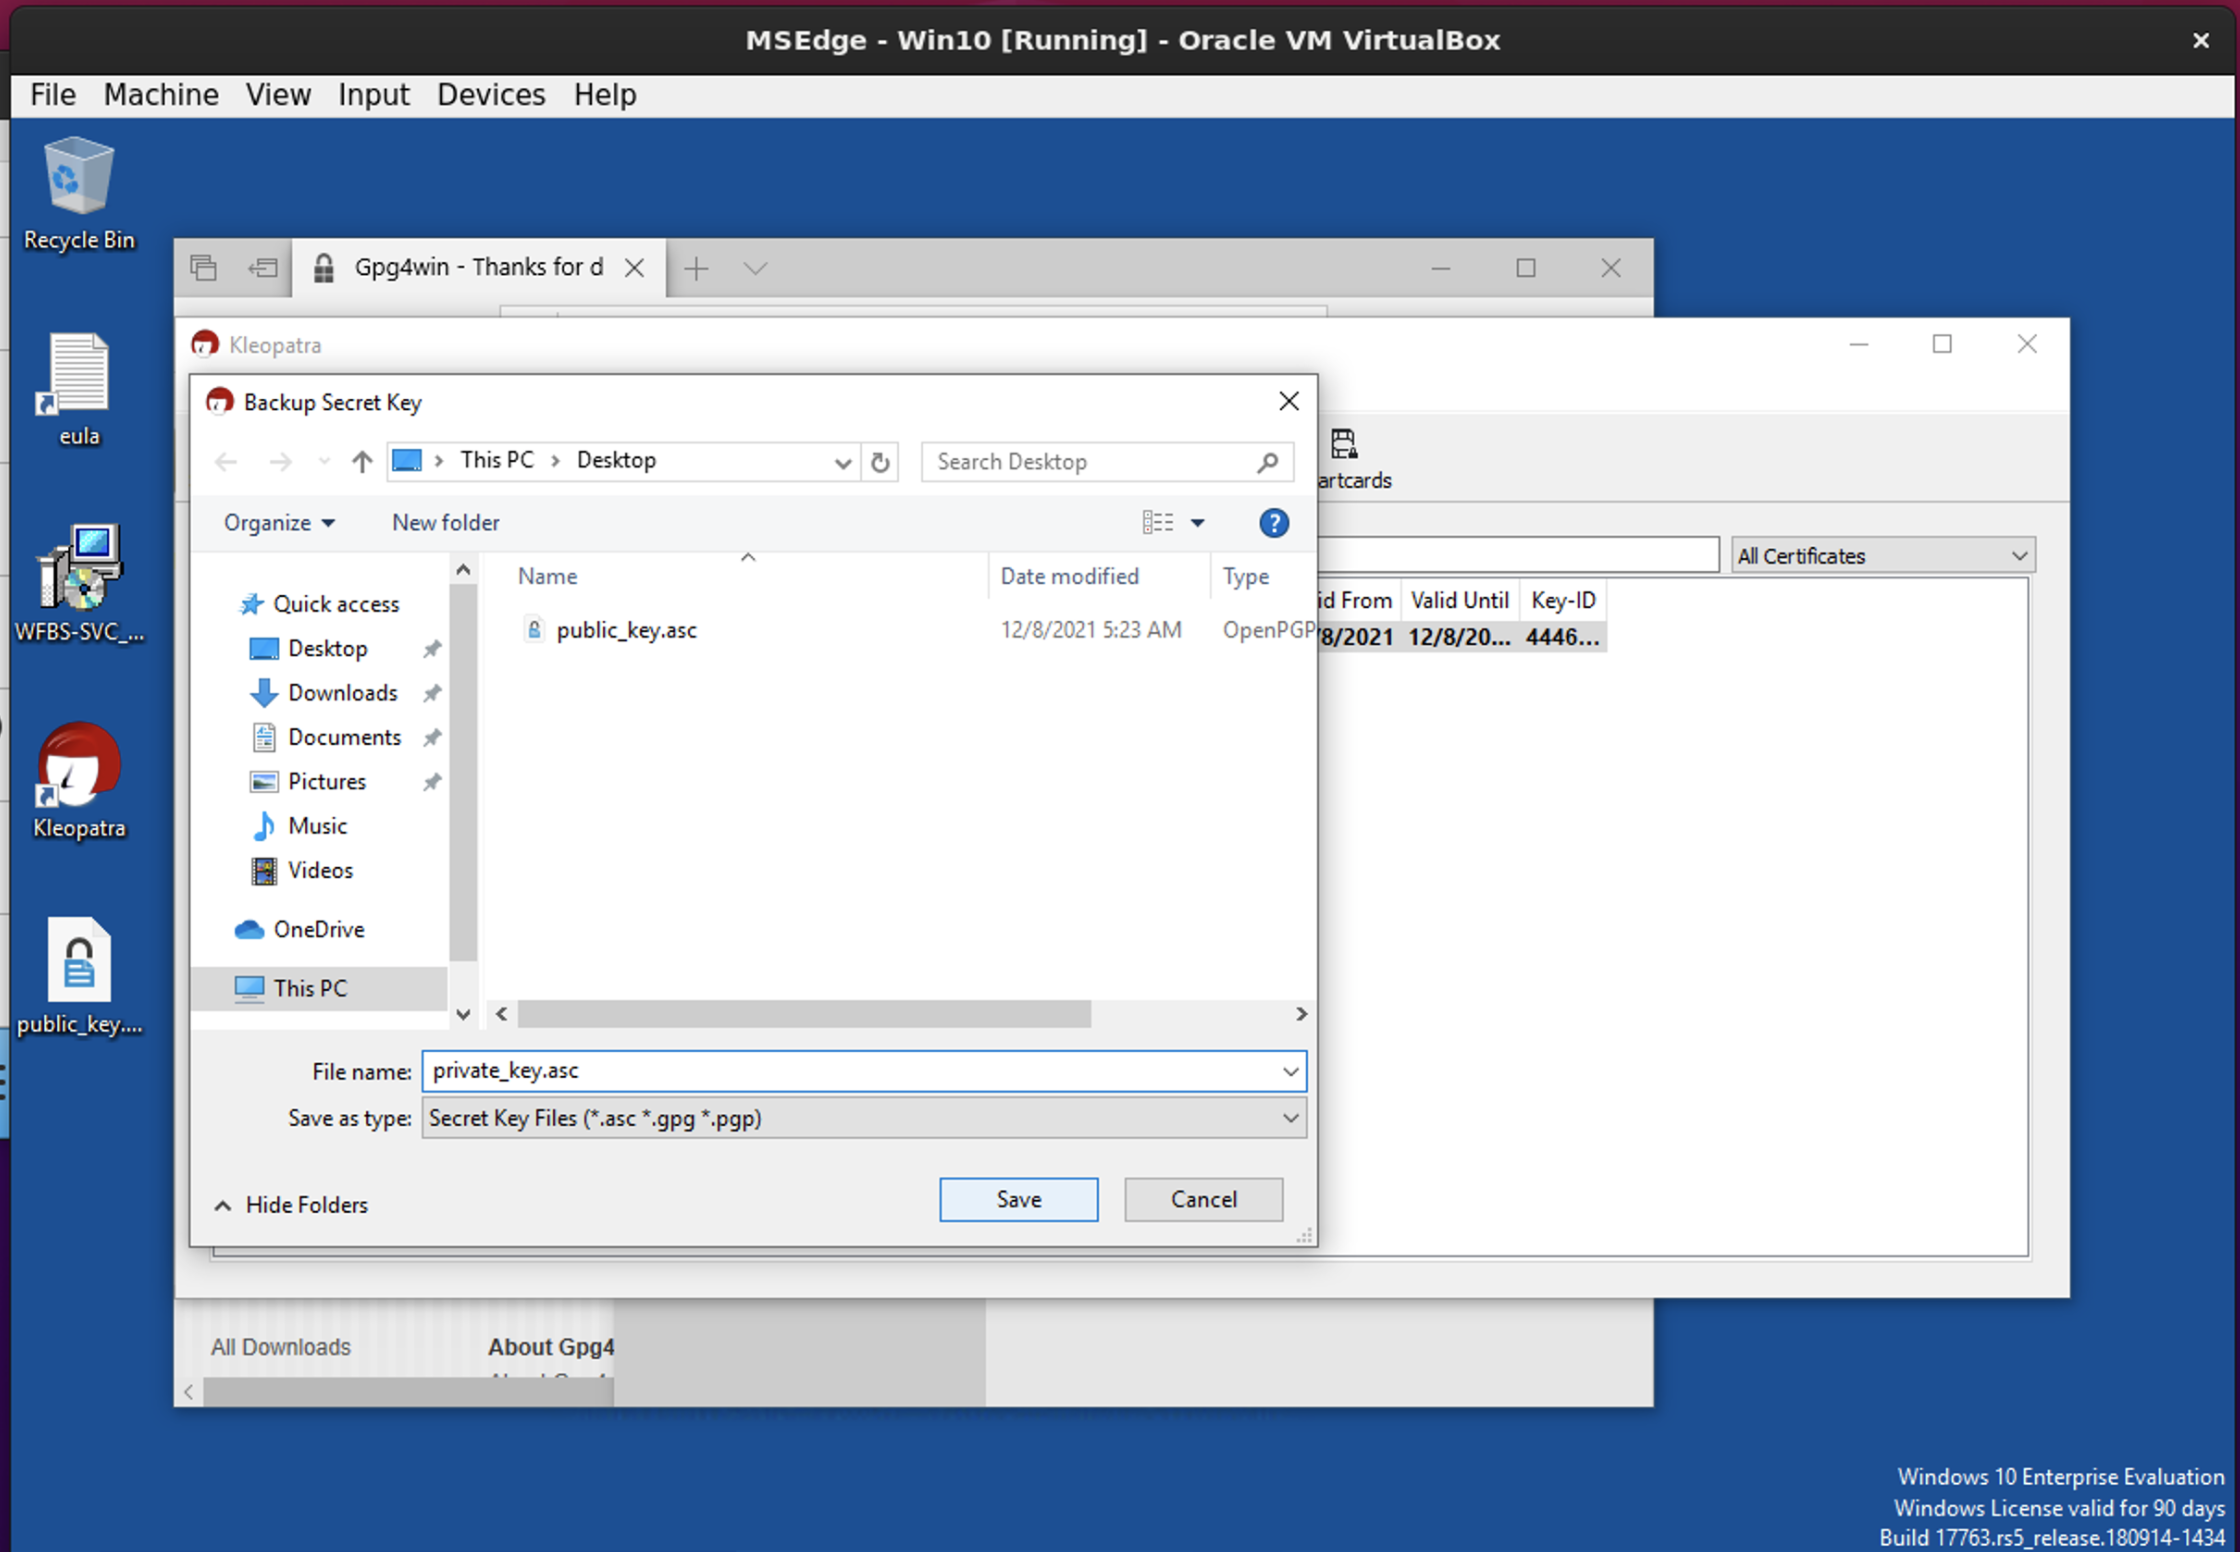 MSEdge - Win10 [Running] - Oracle VM VirtualBox
File Machine View Input Devices Help
Recycle Bin
eula
WFBS-SVC_...
Kleopatra
public_key....
Gpg4win - Thanks for d
Kleopatra
Backup Secret Key
This PC > Desktop
Search Desktop
artcards
Organize New folder
All Certificates
Name Date modified Type
id From Valid Until Key-ID
public_key.asc 12/8/2021 5:23 AM OpenPGP
/8/2021 12/8/20... 4446...
Quick access
Desktop
Downloads
Documents
Pictures
Music
Videos
OneDrive
This PC
File name: private_key.asc
Save as type: Secret Key Files (*.asc *.gpg *.pgp)
Hide Folders
Save
Cancel
All Downloads
About Gpg4
Windows 10 Enterprise Evaluation
Windows License valid for 90 days
Build 17763.rs5_release.180914-1434